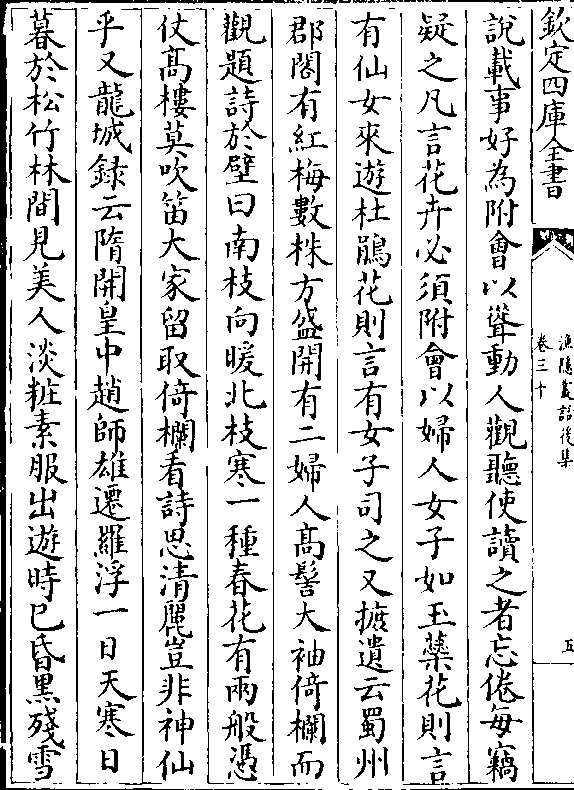 欽定四庫全書
漁隱叢話後集
卷三十
五
說載事好為附會以聳動人觀聽使讀之者忘倦每竊
疑之凡言花卉必須附會以婦人女子如玉蘂花則言
有仙女來遊杜鵑花則言有女子司之又摭遺云蜀州
郡閣有紅梅數株方盛開有二婦人高髻大袖倚欄而
觀題詩於壁曰南枝向暖北枝寒一種春花有兩般憑
仗高樓莫吹笛大家留取倚欄看詩思清麗豈非神仙
乎又龍城錄云隋開皇中趙師雄遷羅浮一日天寒日
暮於松竹林間見美人淡粧素服出遊時已昏黑殘雪